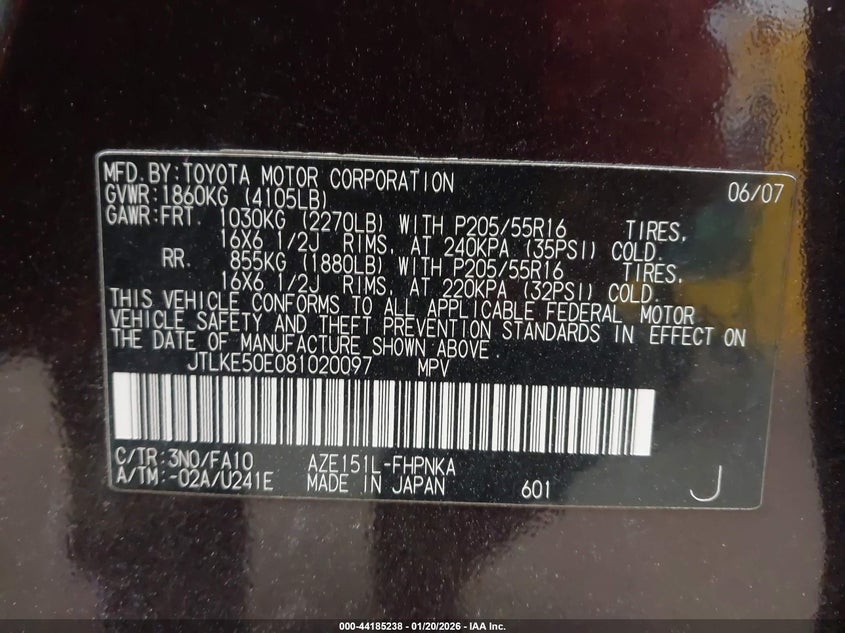 MFD. BY: TOYOTA MOTOR CORPORATION 06/07
GVWR: 1860KG (4105LB)
GAWR: FRT. 1030KG (2270LB) WITH P205/55R16 TIRES,
16X6 1/2J RIMS, AT 240KPA (35PSI) COLD.
RR. 855KG (1880LB) WITH P205/55R16 TIRES,
16X6 1/2J RIMS, AT 220KPA (32PSI) COLD.
THIS VEHICLE CONFORMS TO ALL APPLICABLE FEDERAL MOTOR
VEHICLE SAFETY AND THEFT PREVENTION STANDARDS IN EFFECT ON
THE DATE OF MANUFACTURE SHOWN ABOVE.
JTLKE50E081020097 MPV
C/TR: 3N0/FA10 AZE151L-FHPNKA
A/TM: -02A/U241E MADE IN JAPAN 601 J
000-44185238 - 01/20/2026 - IAA Inc.